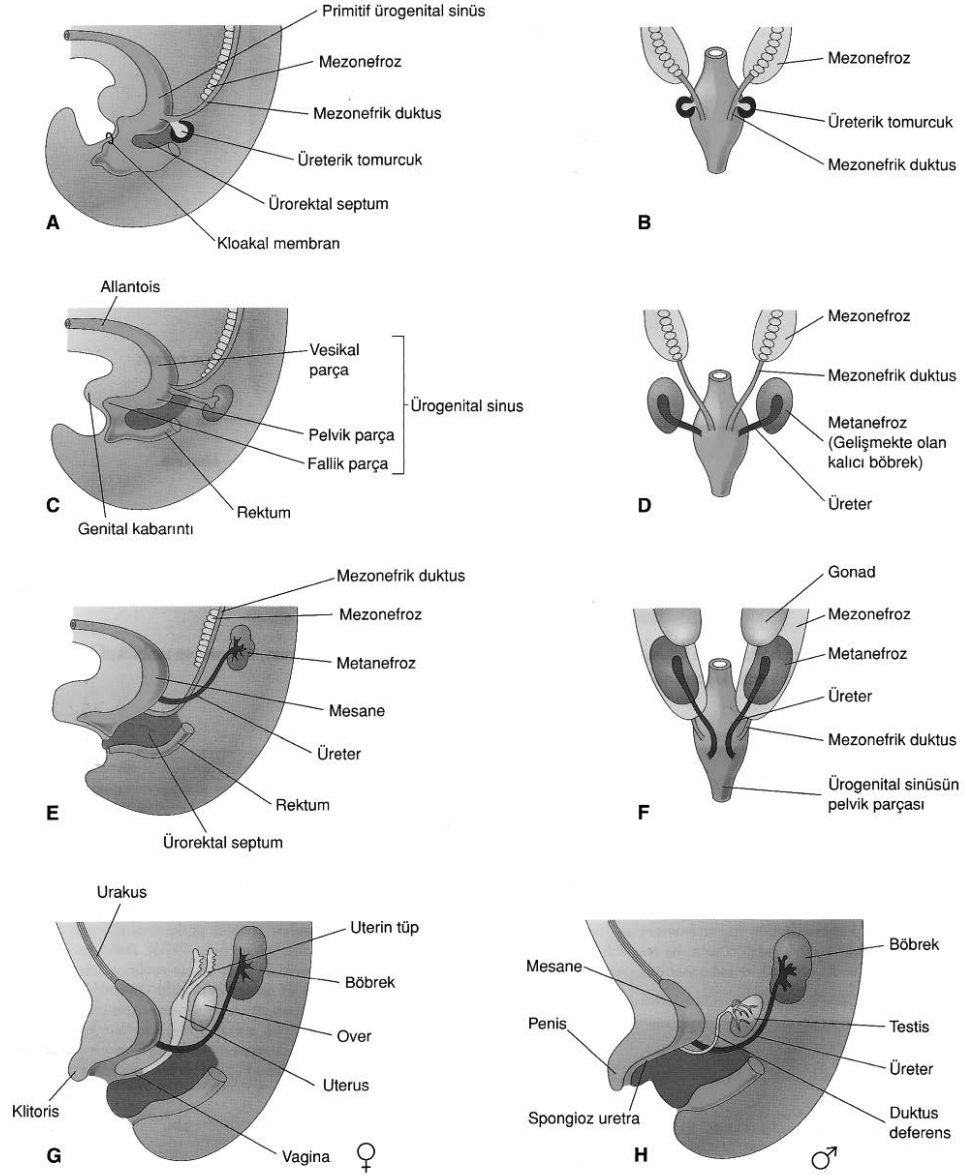 Primitif ürogenital sinüs
Mezonefroz
Mezonefrik duktus
Üreterik tomurcuk
Ürorektal septum
Kloakal membran
A
Mezonefroz
Üreterik tomurcuk
Mezonefrik duktus
B
Allantois
Vesikal
parça
Ürogenital sinus
Pelvik parça
Fallik parça
Rektum
Genital kabarıntı
C
Mezonefroz
Mezonefrik duktus
Metanefroz
(Gelişmekte olan
kalıcı böbrek)
Üreter
D
Mezonefrik duktus
Mezonefroz
Metanefroz
Mesane
Üreter
Rektum
Ürorektal septum
E
Gonad
Mezonefroz
Metanefroz
Üreter
Mezonefrik duktus
Ürogenital sinüsün
pelvik parçası
F
Urakus
Uterin tüp
Böbrek
Over
Uterus
Klitoris
Vagina
G
♀
Böbrek
Mesane
Penis
Testis
Üreter
Spongioz uretra
Duktus
deferens
H
♂